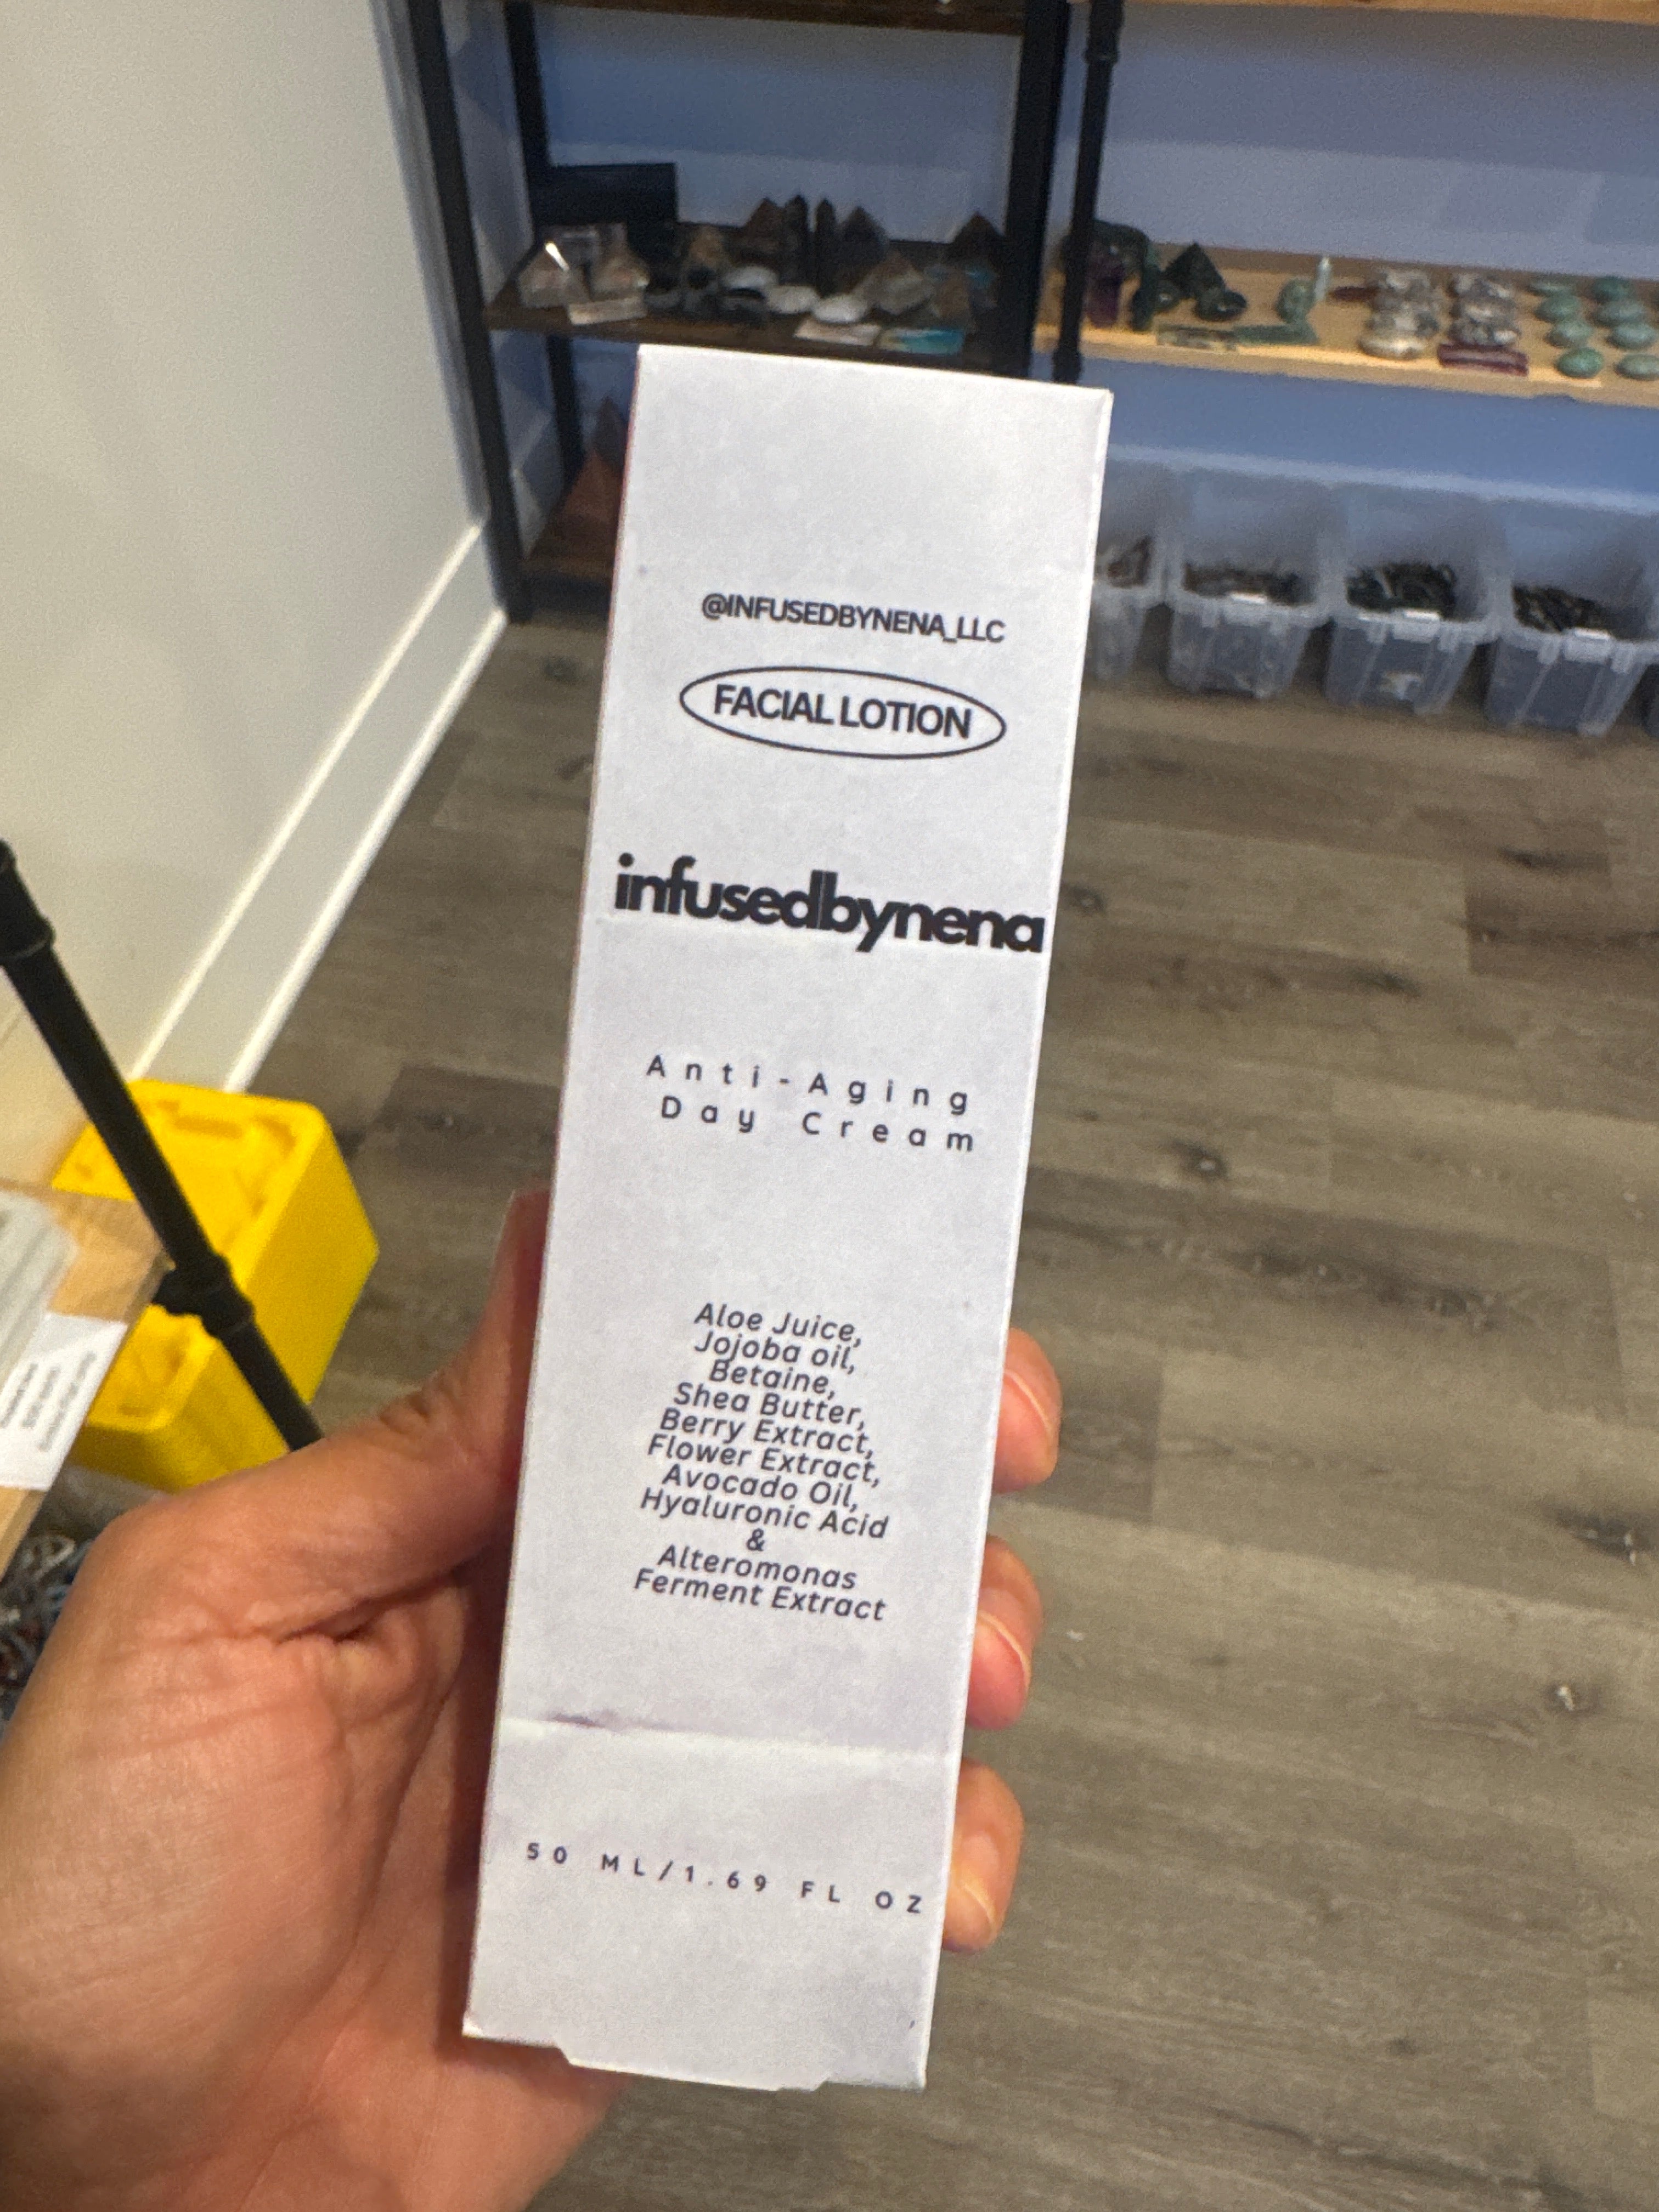 @INFUSEDBYNENA_LLC
FACIAL LOTION
infusedbynena
Anti-Aging
Day Cream
Aloe Juice,
Jojoba oil,
Betaine,
Shea Butter,
Berry Extract,
Flower Extract,
Avocado Oil,
Hyaluronic Acid
&
Alteromonas
Ferment Extract
50 ML/1.69 FL OZ